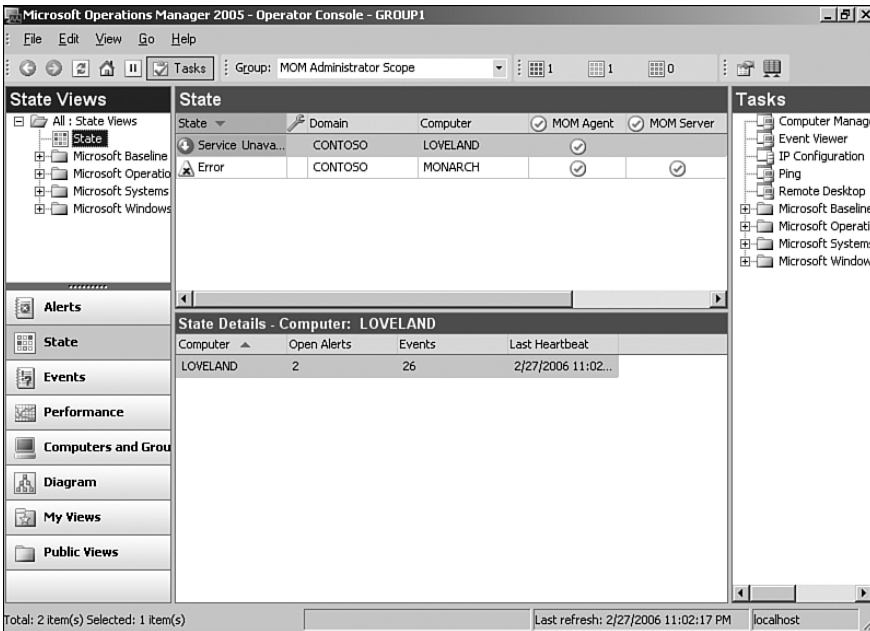 Microsoft Operations Manager 2005 - Operator Console - GROUP1
File Edit View Go Help
Tasks Group: MOM Administrator Scope 1 1 0
State Views
All : State Views
State
Microsoft Baseline
Microsoft Operatio
Microsoft Systems
Microsoft Windows
Alerts
State
Events
Performance
Computers and Grou
Diagram
My Views
Public Views
State
State Domain Computer MOM Agent MOM Server
Service Unava... CONTOSO LOVELAND
Error CONTOSO MONARCH
State Details - Computer: LOVELAND
Computer Open Alerts Events Last Heartbeat
LOVELAND 2 26 2/27/2006 11:02...
Tasks
Computer Manag
Event Viewer
IP Configuration
Ping
Remote Desktop
Microsoft Baseline
Microsoft Operati
Microsoft System
Microsoft Window
Total: 2 item(s) Selected: 1 item(s) Last refresh: 2/27/2006 11:02:17 PM localhost